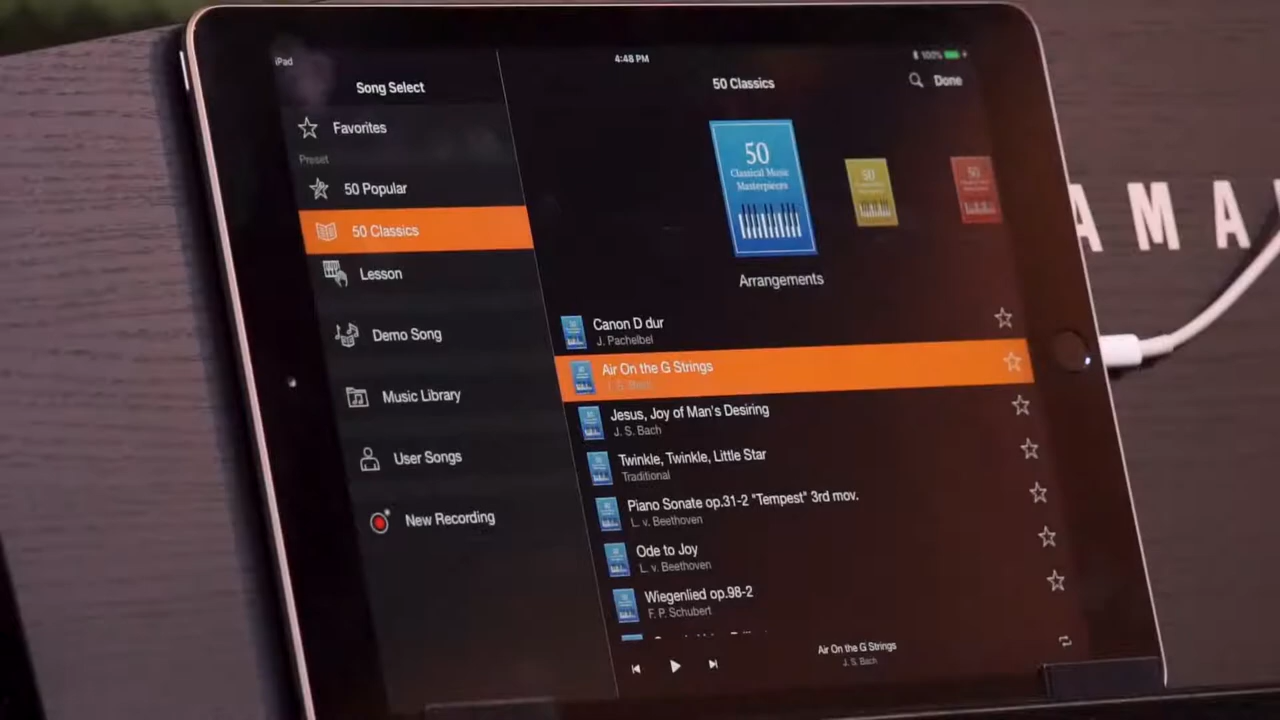 iPad
4:48 PM
100%
Song Select
50 Classics
Done
Favorites
Preset
50 Popular
50 Classics
Lesson
Demo Song
Music Library
User Songs
New Recording
50
Classical Music
Masterpieces
50
50
Arrangements
Canon D dur
J. Pachelbel
Air On the G Strings
J. S. Bach
Jesus, Joy of Man's Desiring
J. S. Bach
Twinkle, Twinkle, Little Star
Traditional
Piano Sonate op.31-2 "Tempest" 3rd mov.
L. v. Beethoven
Ode to Joy
L. v. Beethoven
Wiegenlied op.98-2
F. P. Schubert
Air On the G Strings
J. S. Bach
AMA